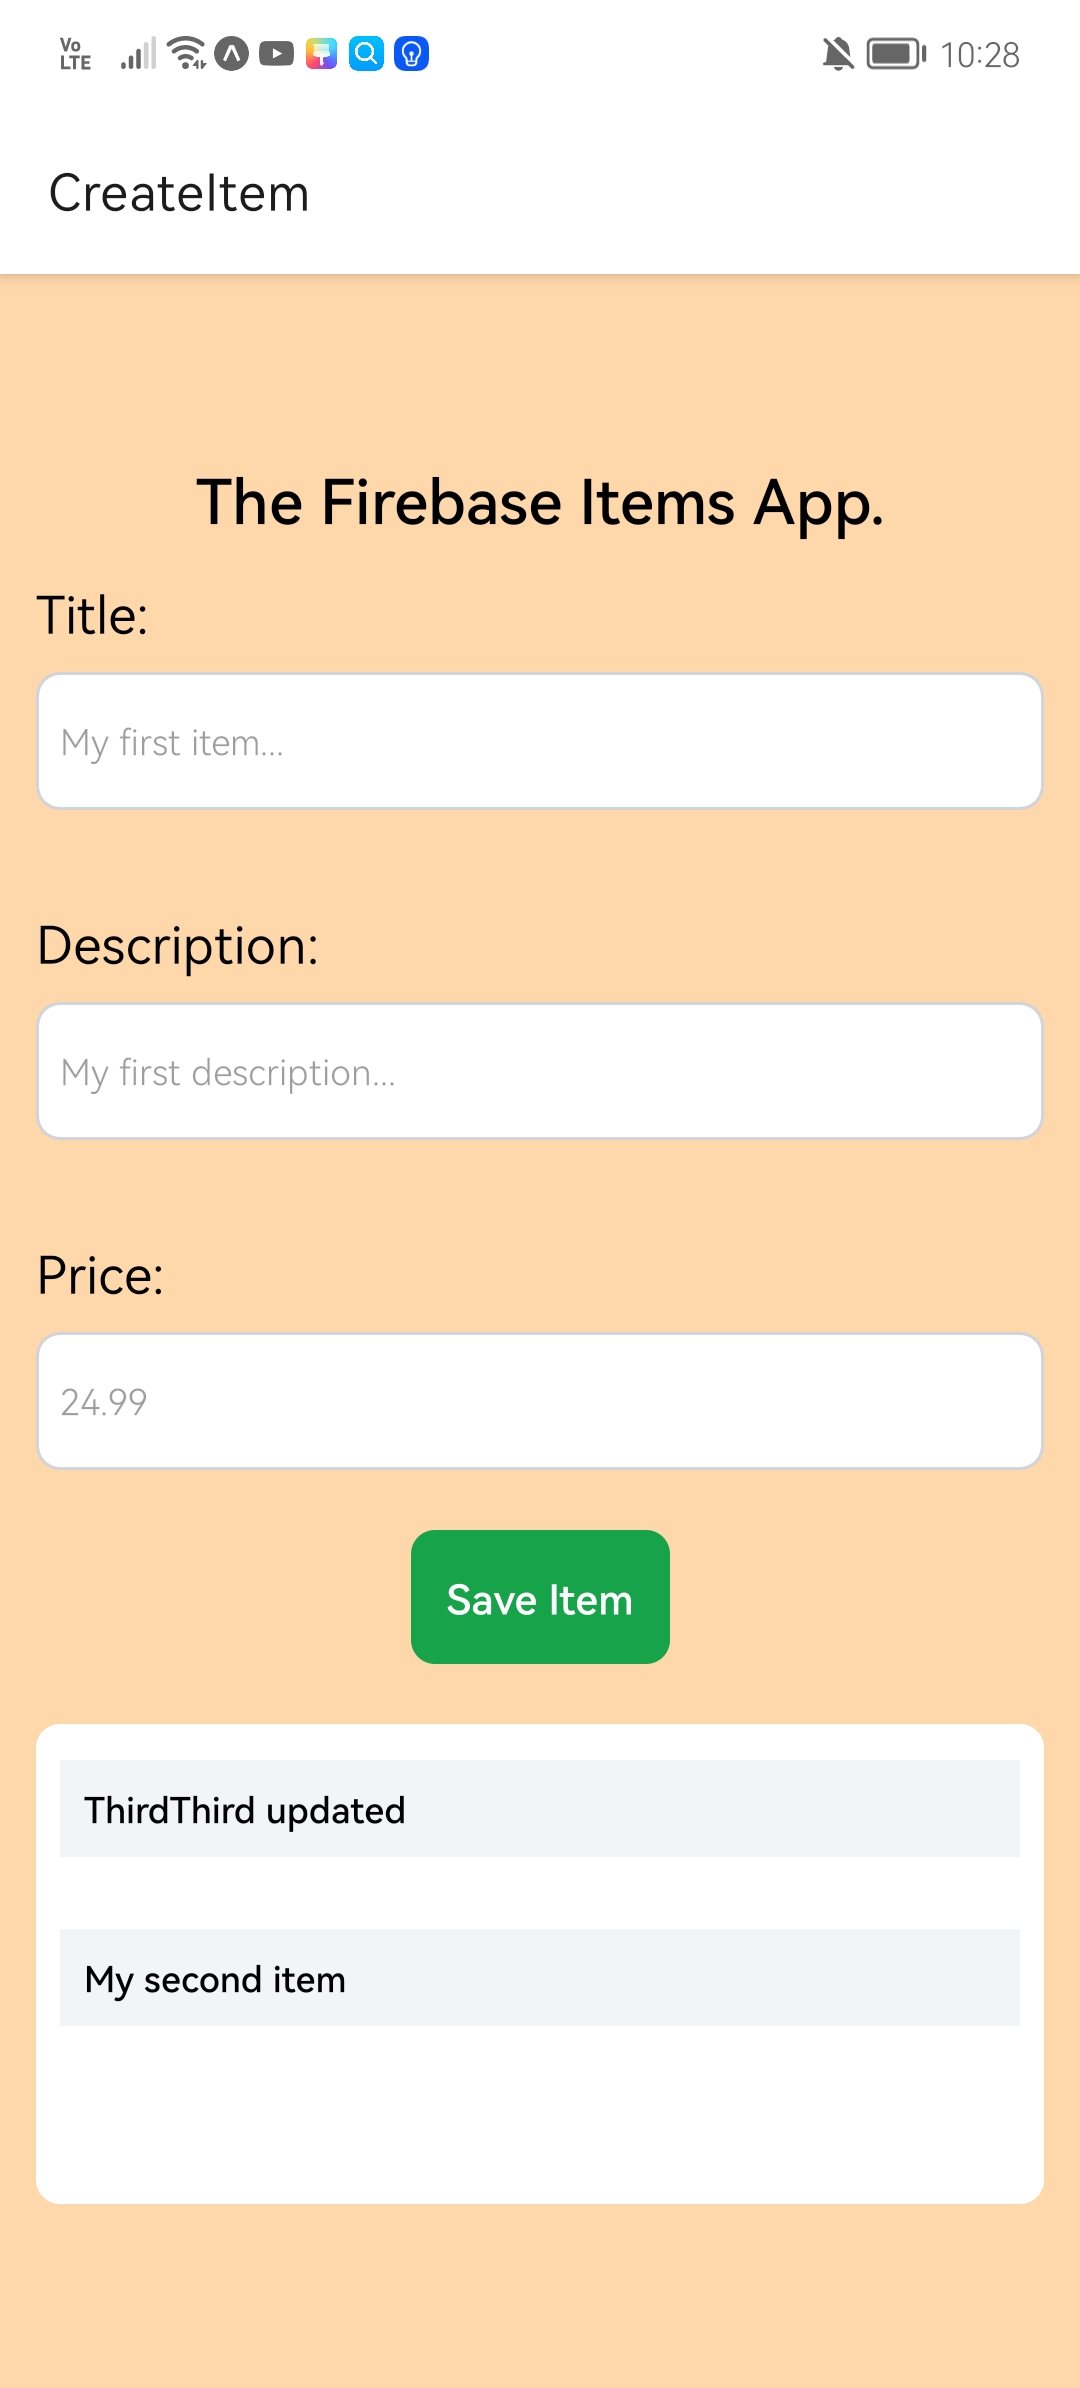 Vo
LTE
10:28
CreateItem
The Firebase Items App.
Title:
My first item...
Description:
My first description...
Price:
24.99
Save Item
ThirdThird updated
My second item